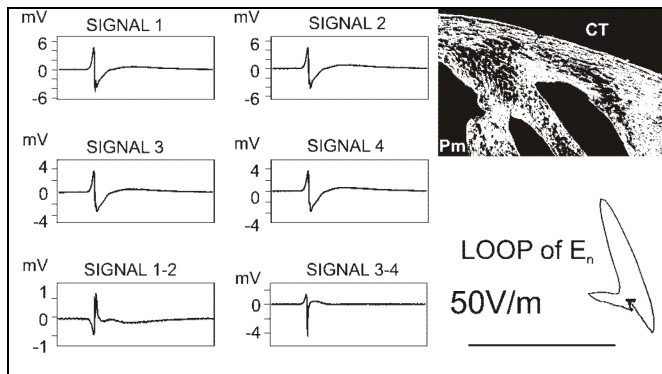 mV SIGNAL 1
6
0
-6
SIGNAL 2
mV
6
0
-6
CT
Pm
mV SIGNAL 3
4
0
-4
mV SIGNAL 4
4
0
-4
mV SIGNAL 1-2
1
0
-1
mV SIGNAL 3-4
0
-4
LOOP of En
50V/m